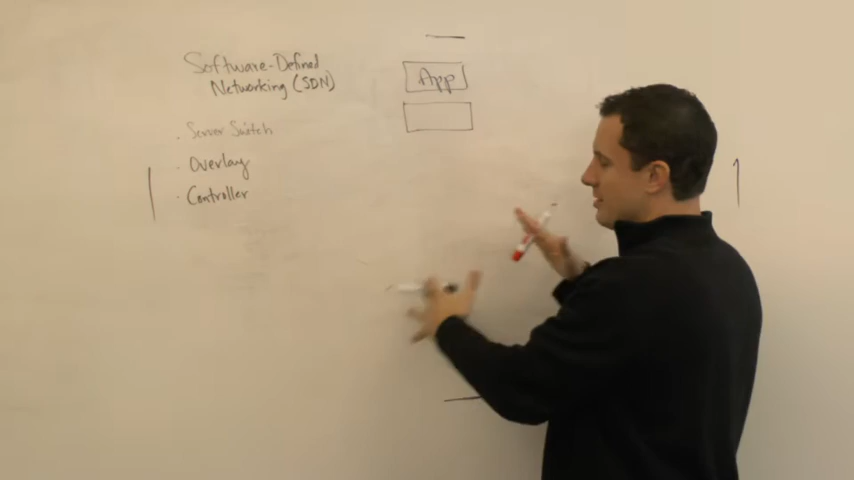 Software-Defined
Networking (SDN)
· Server Switch
· Overlay
· Controller
App